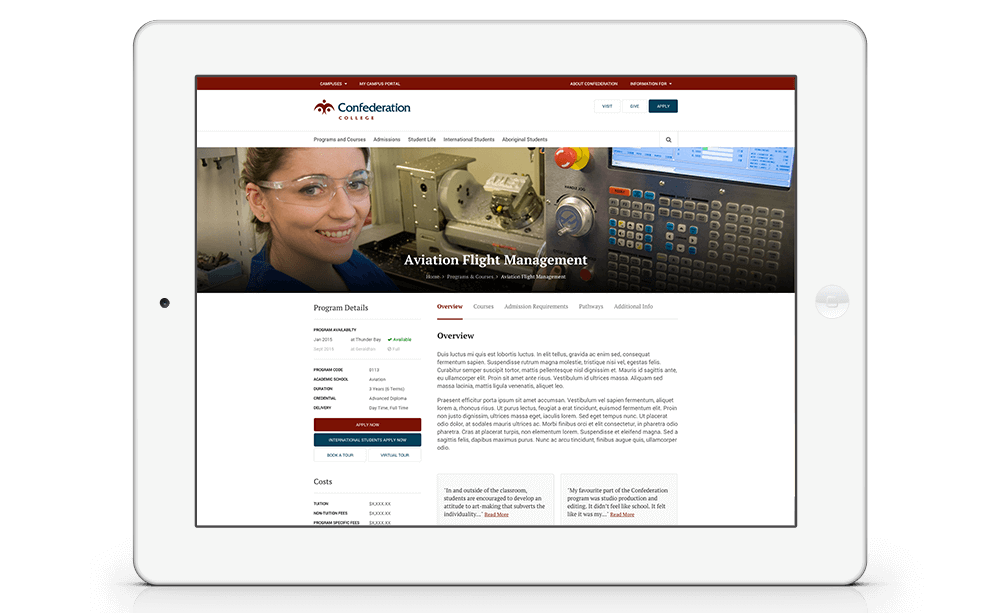 CAMPUSES MY CAMPUS PORTAL ABOUT CONFEDERATION INFORMATION FOR
Confederation
COLLEGE
VISIT GIVE APPLY
Programs and Courses Admissions Student Life International Students Aboriginal Students
Aviation Flight Management
Home > Programs & Courses > Aviation Flight Management
Program Details
PROGRAM AVAILABILTY
Jan 2015 at Thunder Bay Available
Sept 2015 at Full
PROGRAM CODE 0113
ACADEMIC SCHOOL Aviation
DURATION 3 Years (6 Terms)
CREDENTIAL Advanced Diploma
DELIVERY Day Time, Full Time
APPLY NOW
INTERNATIONAL STUDENTS APPLY NOW
BOOK A TOUR VIRTUAL TOUR
Costs
TUITION $X,XXX.XX
NON-TUITION FEES $X,XXX.XX
PROGRAM SPECIFIC FEES $X,XXX.XX
Overview Courses Admission Requirements Pathways Additional Info
Overview
Duis luctus mi quis est lobortis luctus. In elit tellus, gravida ac enim sed, consequat
fermentum sapien. Suspendisse rutrum magna molestie, tristique nisi vel, egestas felis.
Curabitur semper suscipit tortor, mattis pellentesque nisl dignissim et. Mauris id sagittis ante,
eu ullamcorper elit. Proin sit amet ante risus. Vestibulum id ultrices massa. Aliquam sed
massa lacinia, mattis ligula venenatis, aliquet leo.
Praesent efficitur porta ipsum sit amet accumsan. Vestibulum vel sapien fermentum, aliquet
lorem a, rhoncus risus. Ut purus lectus, feugiat a erat tincidunt, euismod fermentum elit. Proin
non justo dignissim, ultrices massa eget, iaculis lorem. Sed eget tempus nunc. Ut placerat
odio dolor, at sodales mauris ultrices ac. Morbi finibus orci et elit consectetur, in pharetra odio
pharetra. Cras at placerat turpis, non elementum lorem. Suspendisse et eleifend magna. Sed a
sagittis felis, dapibus maximus purus. Nunc ac arcu tincidunt, finibus augue quis, ullamcorper
odio.
"In and outside of the classroom,
students are encouraged to develop an
attitude to art-making that subverts the
individuality..." Read More
"My favourite part of the Confederation
program was studio production and
editing. It didn't feel like school. It felt
like it was my..." Read More